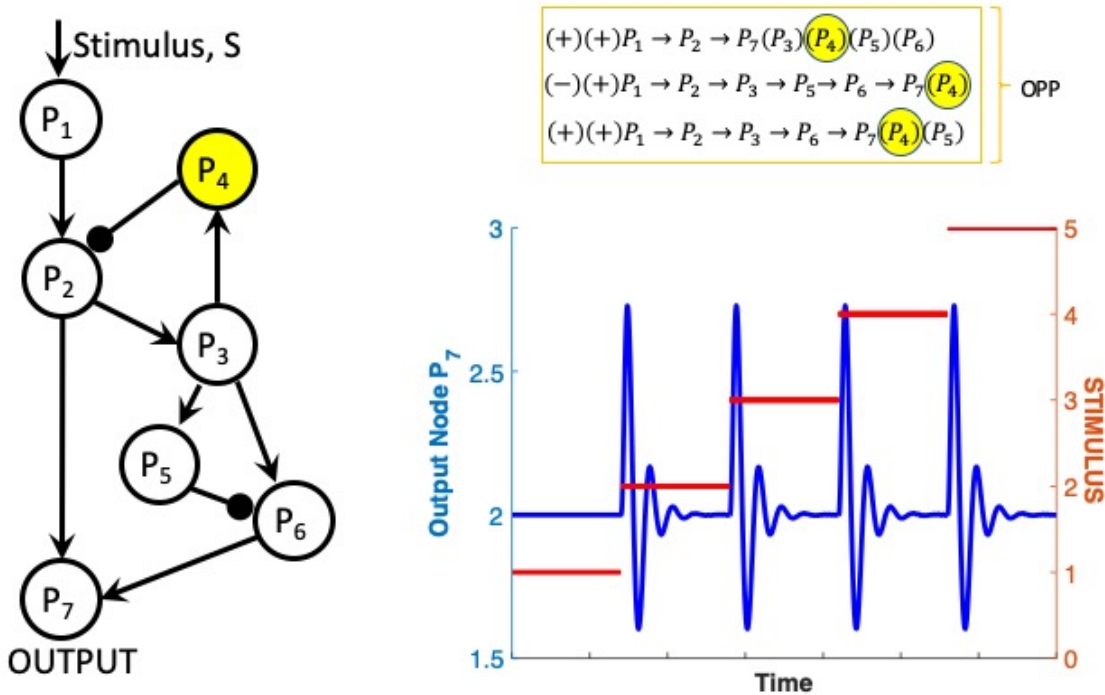 Stimulus, S
P₁
P₄
P₂
P₃
P₅
P₆
P₇
OUTPUT
(+)(+)P₁ → P₂ → P₇(P₃)(P₄)(P₅)(P₆)
(−)(+)P₁ → P₂ → P₃ → P₅→ P₆ → P₇(P₄)
(+)(+)P₁ → P₂ → P₃ → P₆ → P₇(P₄)(P₅)
OPP
Output Node P₇
3
2.5
2
1.5
5
4
3
2
1
0
STIMULUS
Time